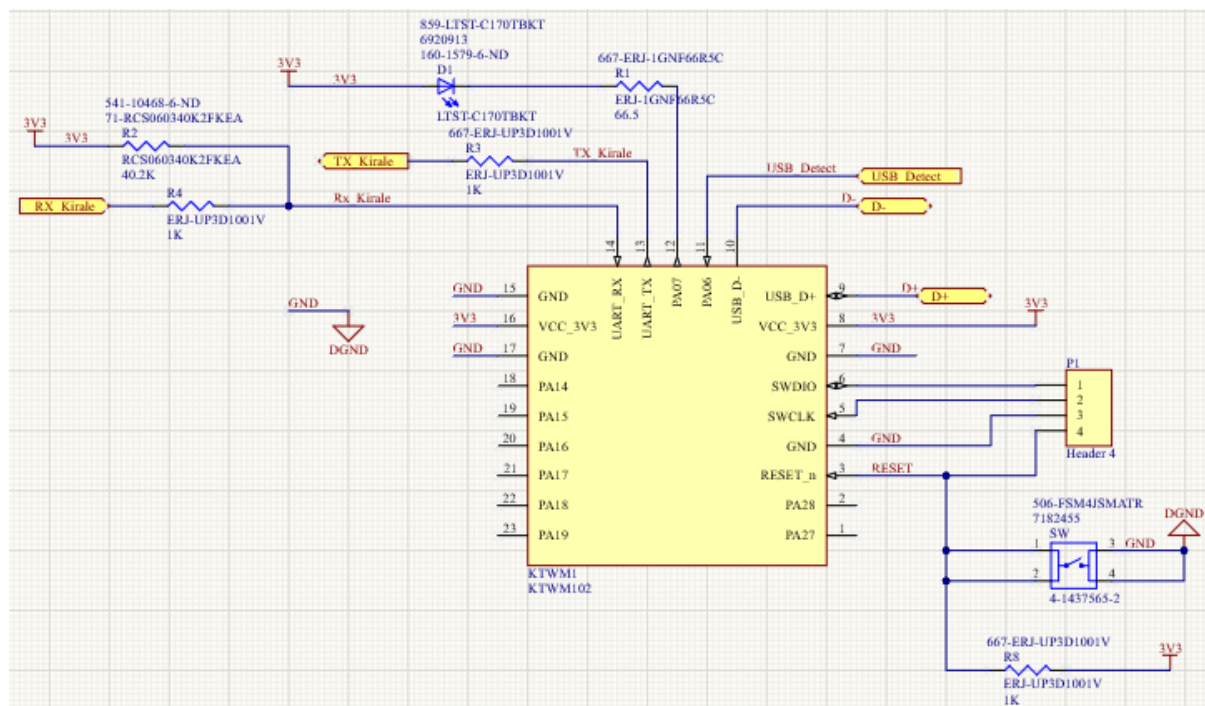 859-LTST-C170TBKT
6920913
160-1579-6-ND
D1
LTST-C170TBKT
3V3
3V3
667-ERJ-1GNF66R5C
R1
ERJ-1GNF66R5C
66.5
541-10468-6-ND
71-RCS060340K2FKEA
R2
RCS060340K2FKEA
40.2K
3V3
3V3
667-ERJ-UP3D1001V
R3
ERJ-UP3D1001V
1K
TX_Kirale
TX_Kirale
RX_Kirale
R4
ERJ-UP3D1001V
1K
Rx_Kirale
USB_Detect
USB_Detect
D-
D-
14
13
12
11
10
UART_RX
UART_TX
PA07
PA06
USB_D-
GND
DGND
GND 15 GND
3V3 16 VCC_3V3
GND 17 GND
18 PA14
19 PA15
20 PA16
21 PA17
22 PA18
23 PA19
USB_D+ 9 D+ D+
VCC_3V3 8 3V3 3V3
GND 7 GND
SWDIO 6
SWCLK 5
GND 4 GND
RESET_n 3 RESET
PA28 2
PA27 1
KTWM1
KTWM102
P1
1
2
3
4
Header 4
506-FSM4JSMATR
7182455
SW
1 3 GND
2 4
DGND
4-1437565-2
667-ERJ-UP3D1001V
R8
ERJ-UP3D1001V
1K
3V3